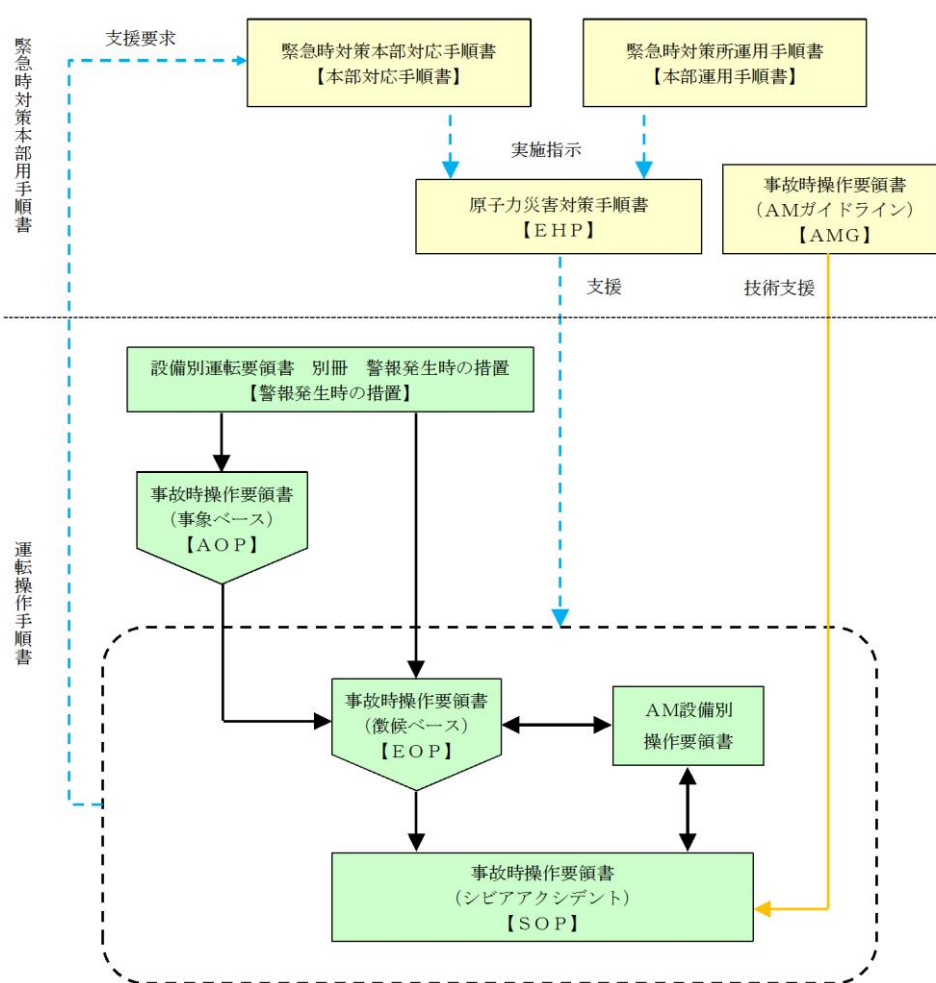 緊急時対策本部用手順書
支援要求
緊急時対策本部対応手順書
【本部対応手順書】
緊急時対策所運用手順書
【本部運用手順書】
実施指示
原子力災害対策手順書
【EHP】
事故時操作要領書
(AMガイドライン)
【AMG】
支援
技術支援
運転操作手順書
設備別運転要領書　別冊　警報発生時の措置
【警報発生時の措置】
事故時操作要領書
(事象ベース)
【AOP】
事故時操作要領書
(徴候ベース)
【EOP】
AM設備別
操作要領書
事故時操作要領書
(シビアアクシデント)
【SOP】